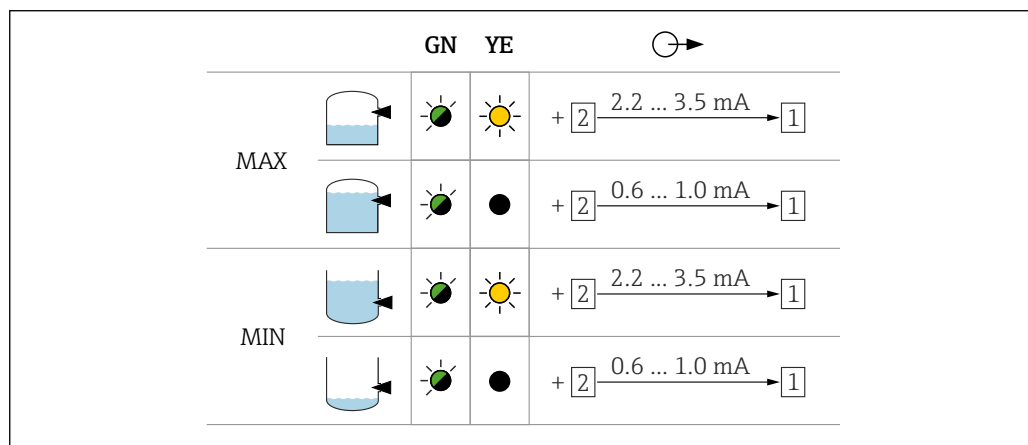 GN YE
2.2 ... 3.5 mA
+ 2 1
MAX
0.6 ... 1.0 mA
+ 2 1
2.2 ... 3.5 mA
+ 2 1
MIN
0.6 ... 1.0 mA
+ 2 1